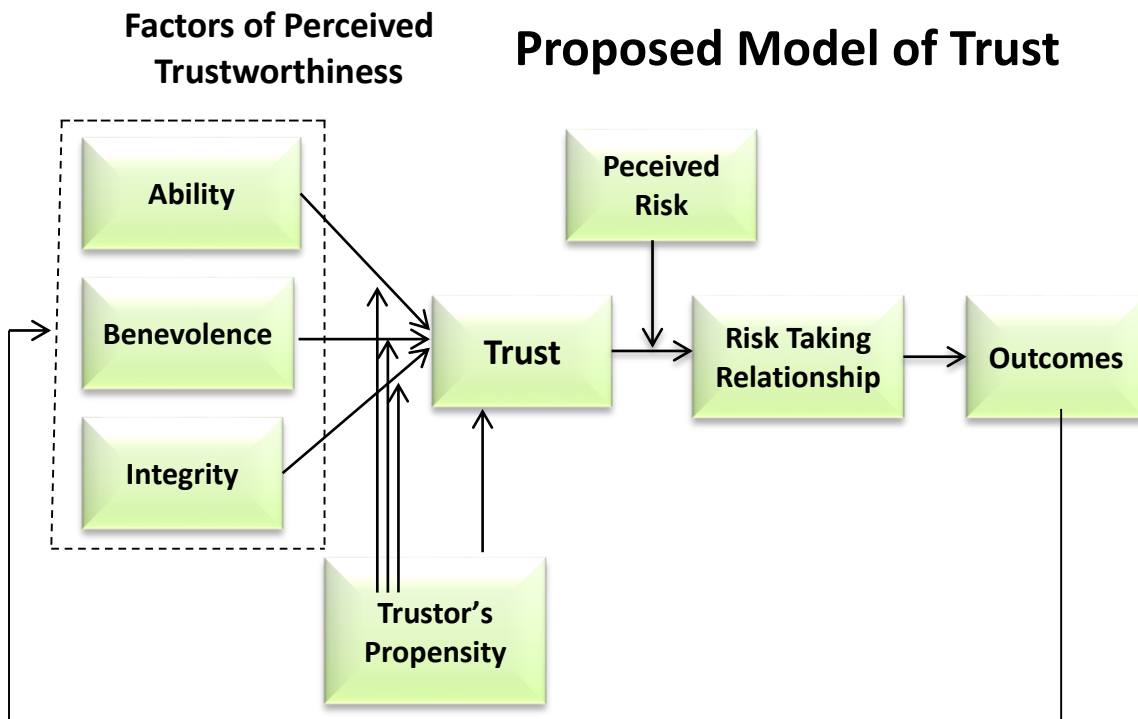 Factors of Perceived
Trustworthiness
Proposed Model of Trust
Ability
Benevolence
Integrity
Peceived
Risk
Trust
Risk Taking
Relationship
Outcomes
Trustor’s
Propensity